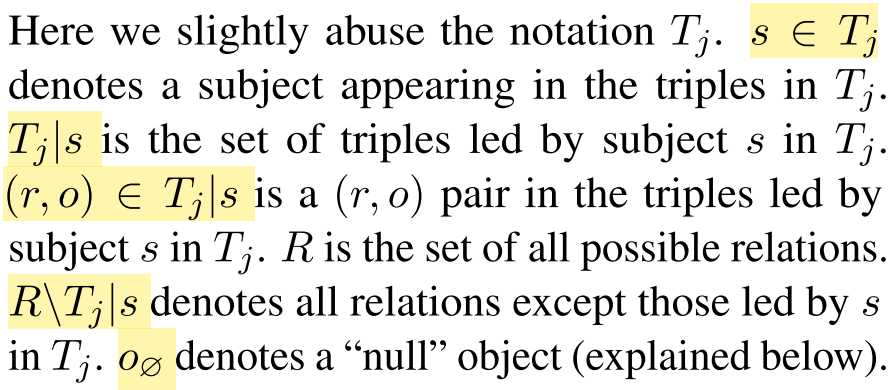 Here we slightly abuse the notation $T_j$. $s \in T_j$
denotes a subject appearing in the triples in $T_j$.
$T_j|s$ is the set of triples led by subject $s$ in $T_j$.
$(r, o) \in T_j|s$ is a $(r, o)$ pair in the triples led by
subject $s$ in $T_j$. $R$ is the set of all possible relations.
$R \backslash T_j|s$ denotes all relations except those led by $s$
in $T_j$. $o_\varnothing$ denotes a “null” object (explained below).